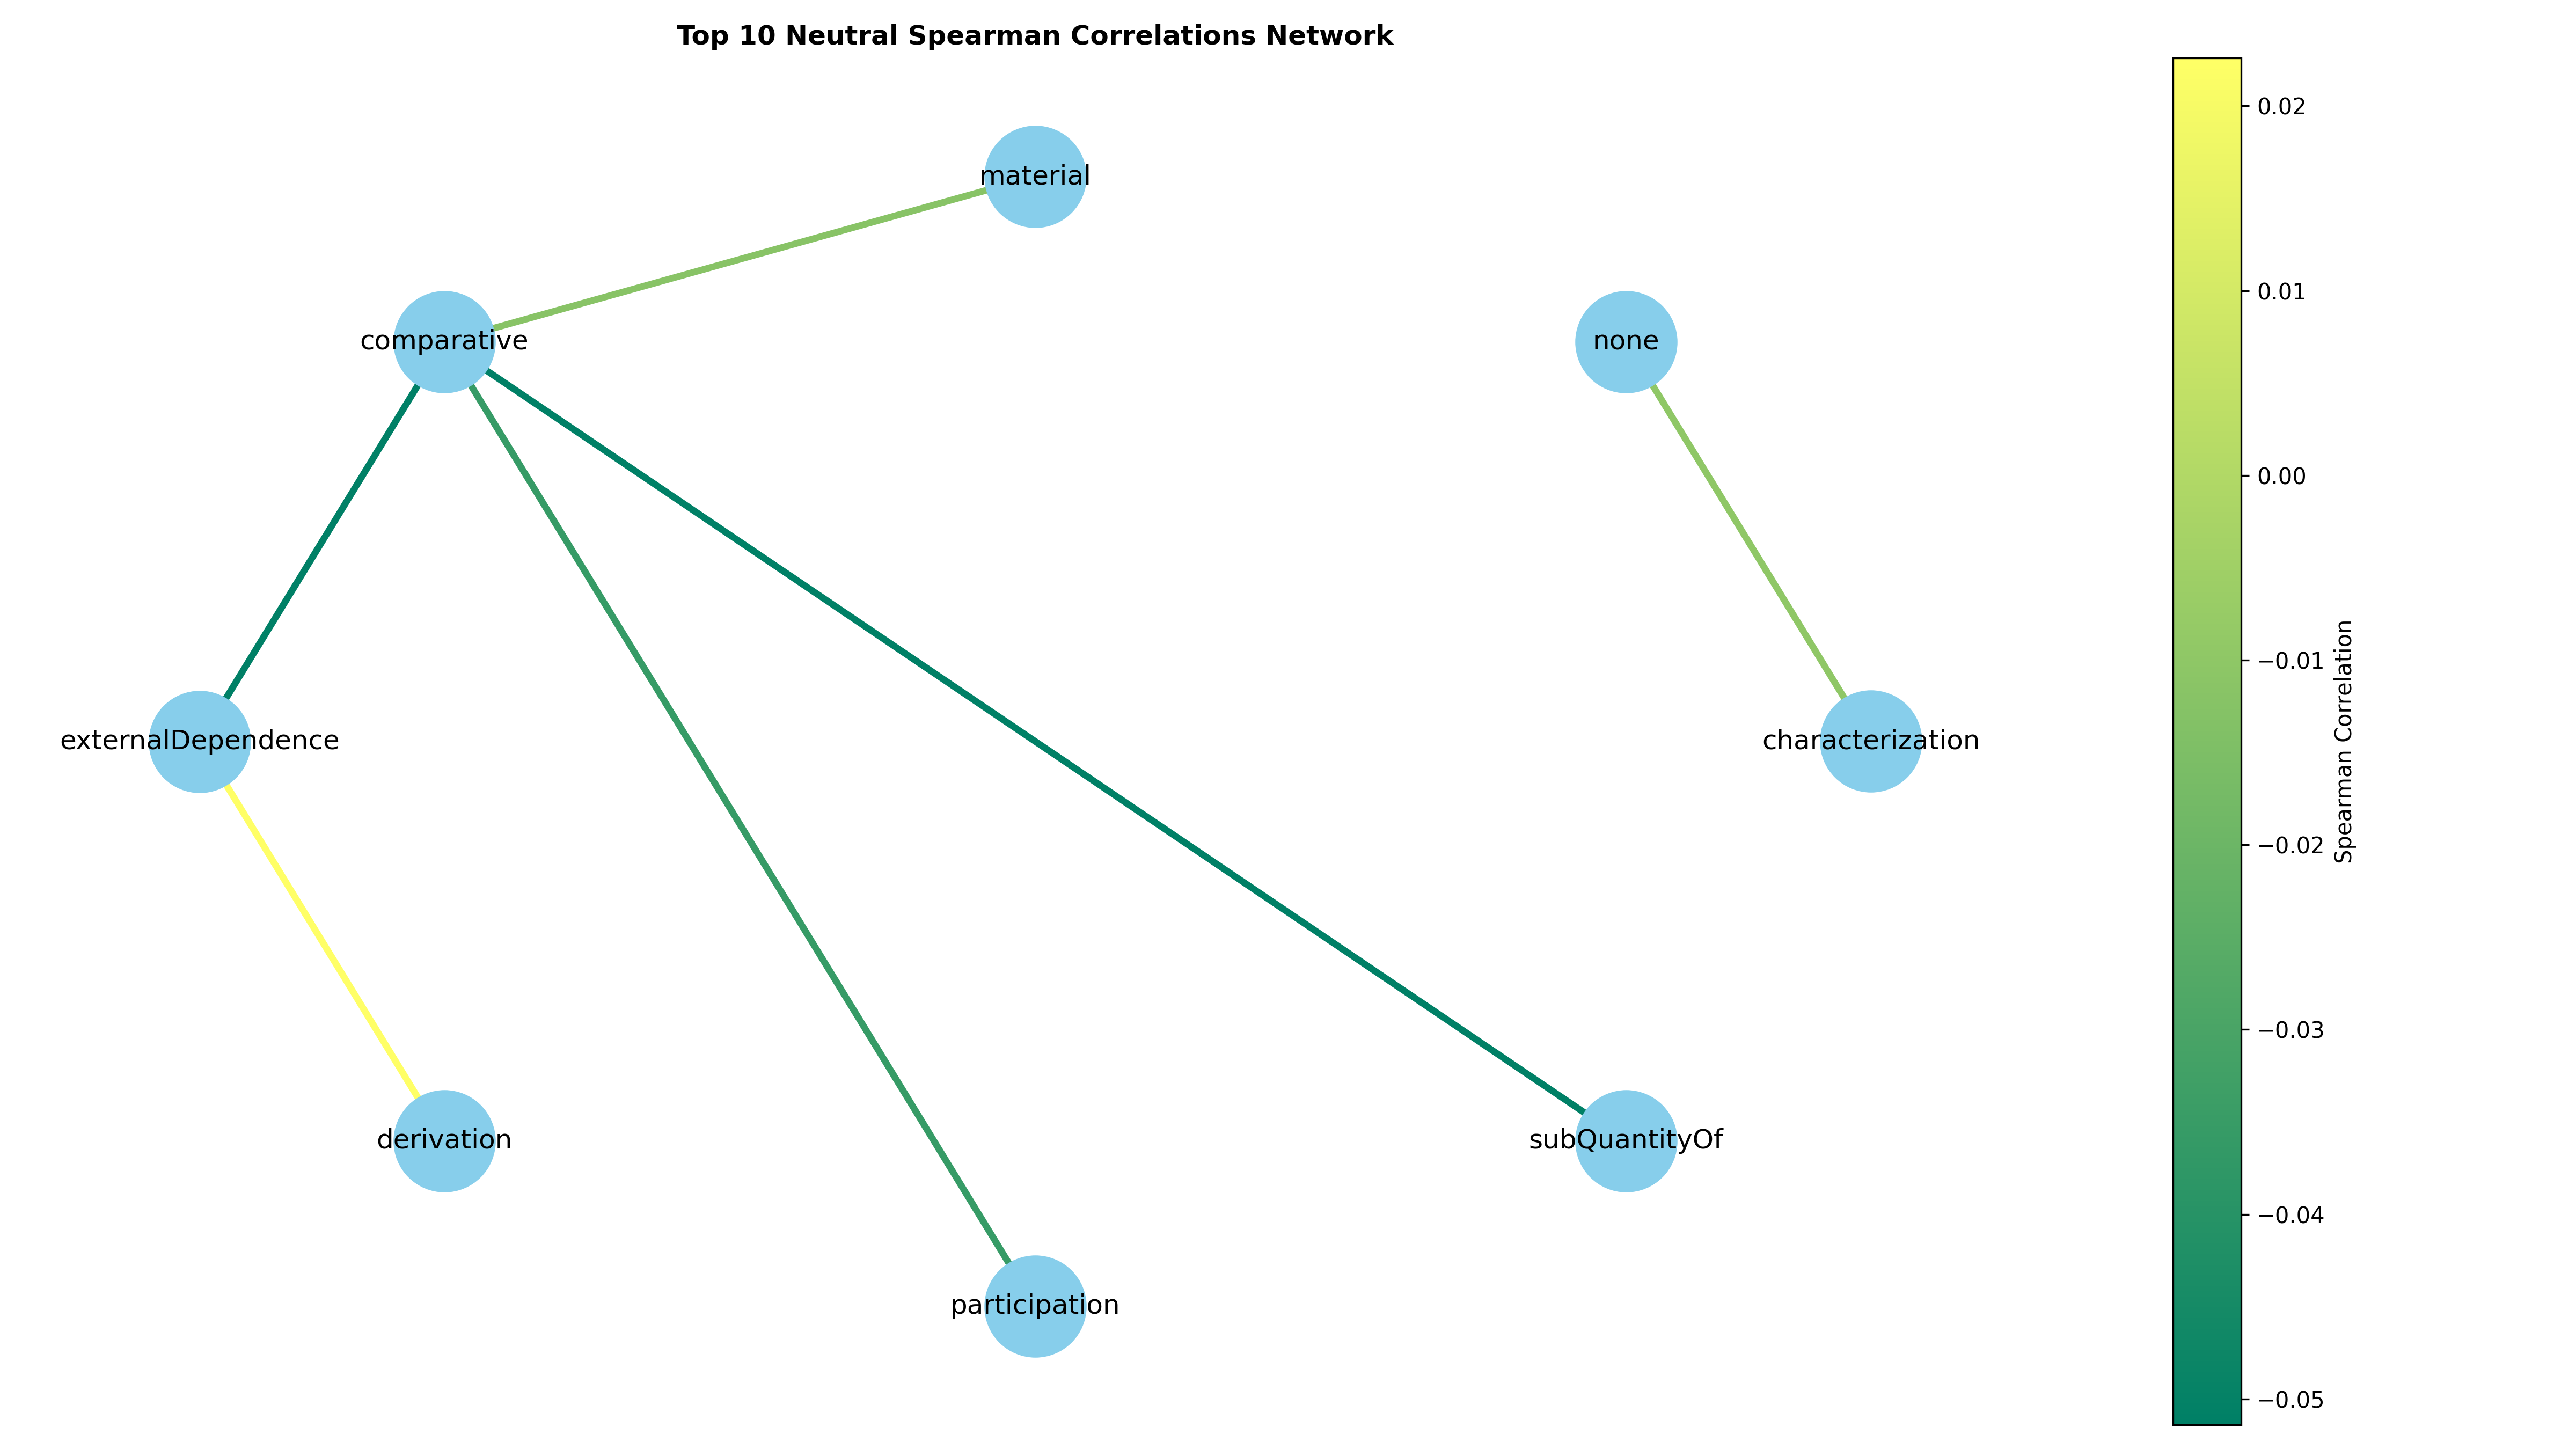 Top 10 Neutral Spearman Correlations Network
material
comparative
none
externalDependence
characterization
derivation
subQuantityOf
participation
0.02
0.01
0.00
−0.01
−0.02
−0.03
−0.04
−0.05
Spearman Correlation